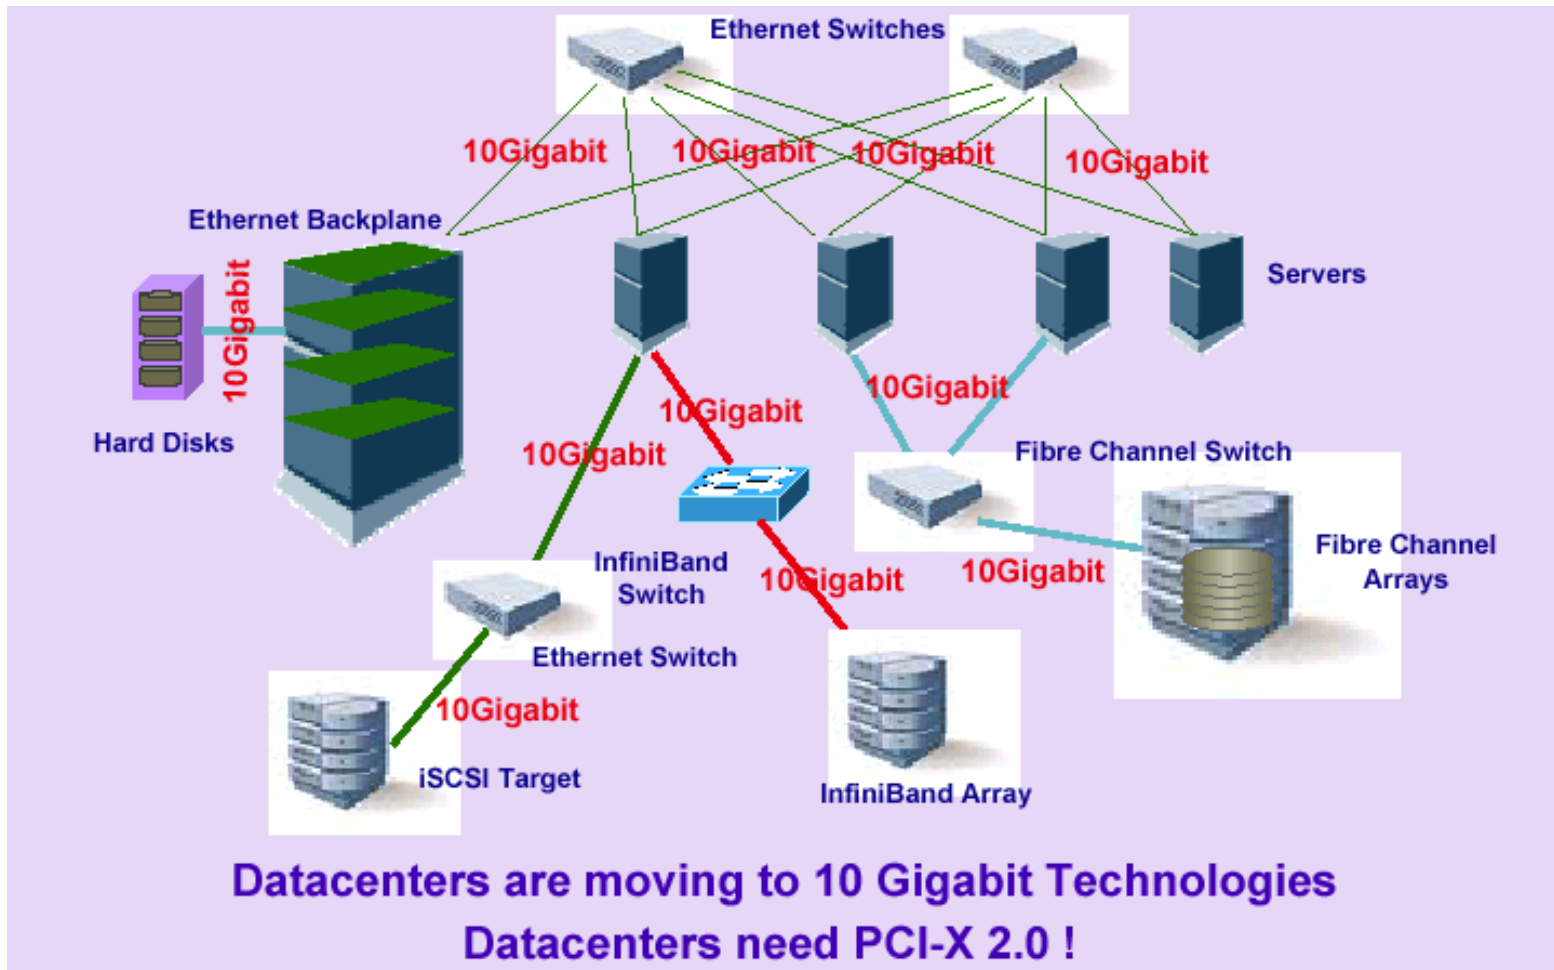 Ethernet Switches
10Gigabit
10Gigabit
10Gigabit
10Gigabit
Ethernet Backplane
10Gigabit
Servers
Hard Disks
10Gigabit
10Gigabit
10Gigabit
Fibre Channel Switch
InfiniBand
Switch
10Gigabit
10Gigabit
Fibre Channel
Arrays
Ethernet Switch
10Gigabit
iSCSI Target
InfiniBand Array
Datacenters are moving to 10 Gigabit Technologies
Datacenters need PCI-X 2.0 !